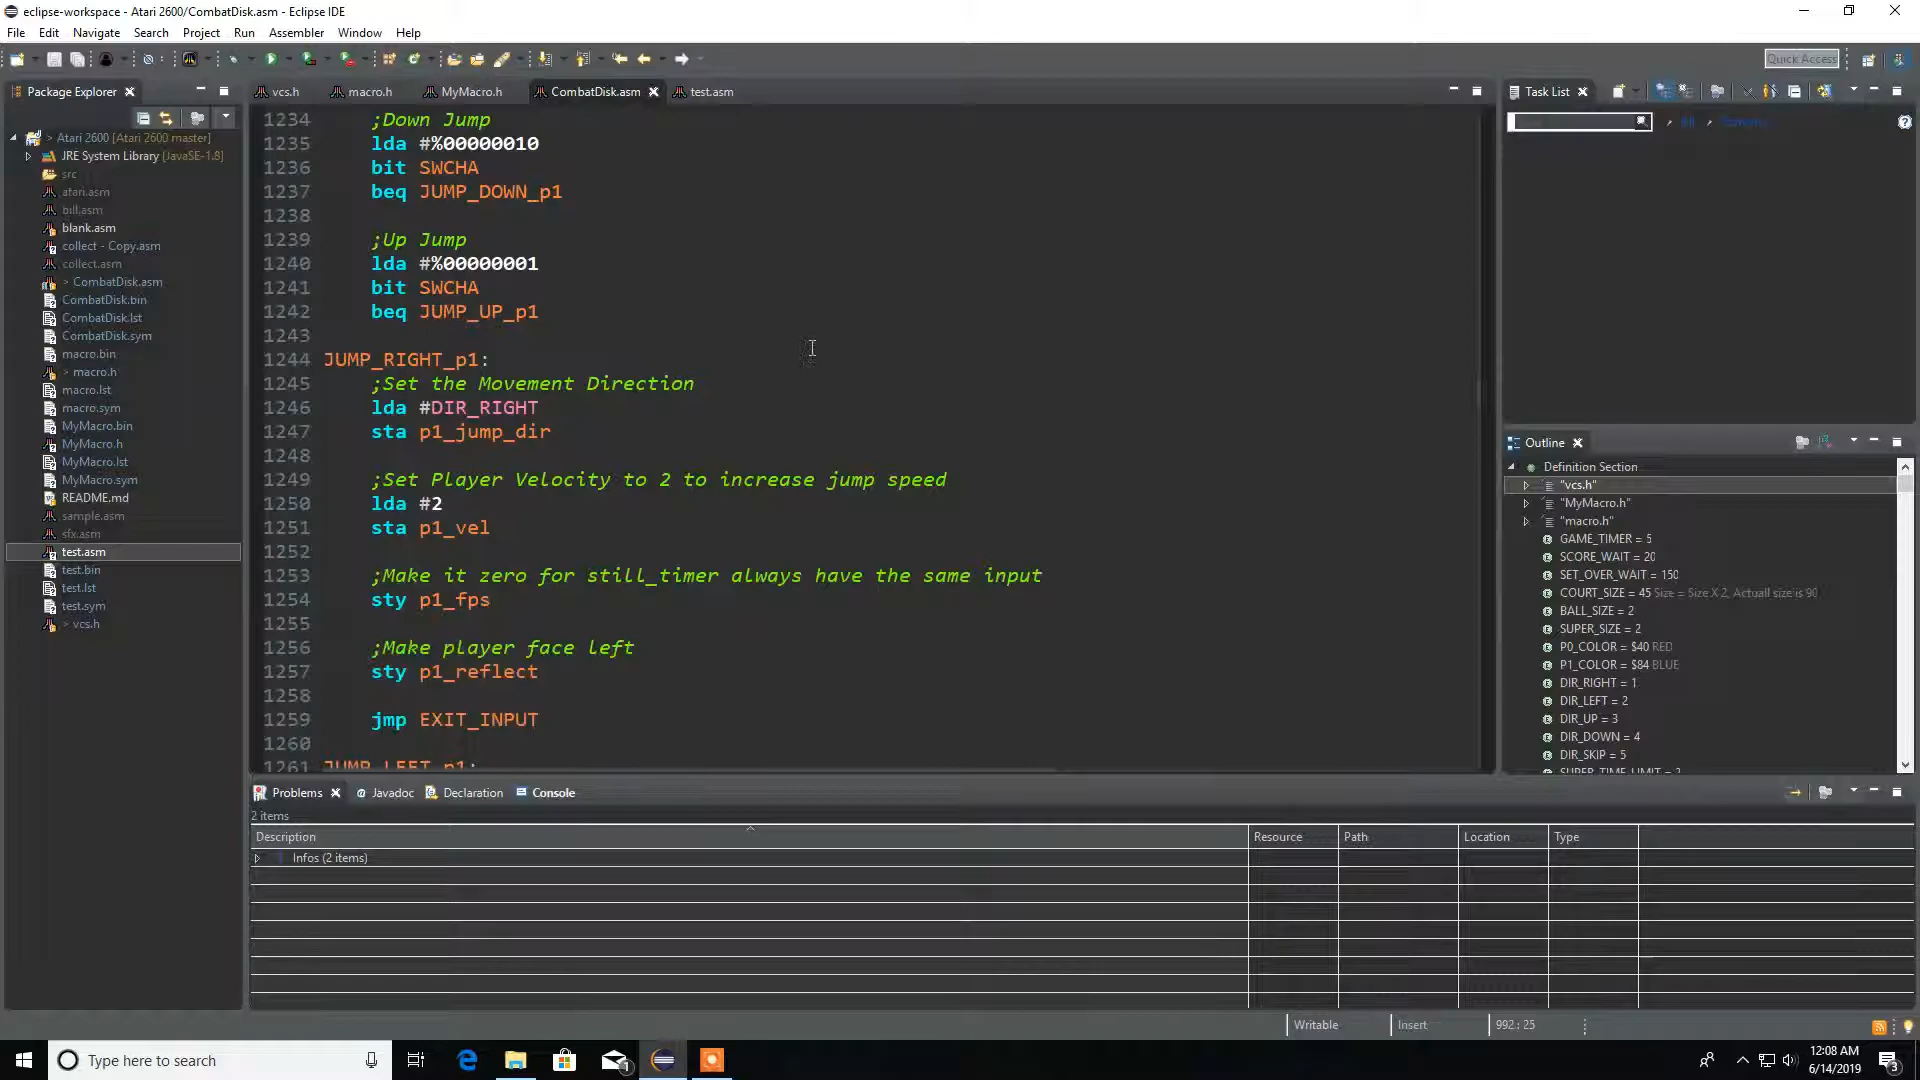 eclipse-workspace - Atari 2600/CombatDisk.asm - Eclipse IDE
File Edit Navigate Search Project Run Assembler Window Help
Quick Access
Package Explorer
vcs.h macro.h MyMacro.h CombatDisk.asm test.asm
Task List
> Atari 2600 [Atari 2600 master]
JRE System Library [JavaSE-1.8]
src
atari.asm
bill.asm
blank.asm
collect - Copy.asm
collect.asm
> CombatDisk.asm
CombatDisk.bin
CombatDisk.lst
CombatDisk.sym
macro.bin
> macro.h
macro.lst
macro.sym
MyMacro.bin
MyMacro.h
MyMacro.lst
MyMacro.sym
README.md
sample.asm
sfx.asm
test.asm
test.bin
test.lst
test.sym
> vcs.h
1234 ;Down Jump
1235 lda #%00000010
1236 bit SWCHA
1237 beq JUMP_DOWN_p1
1238
1239 ;Up Jump
1240 lda #%00000001
1241 bit SWCHA
1242 beq JUMP_UP_p1
1243
1244 JUMP_RIGHT_p1:
1245 ;Set the Movement Direction
1246 lda #DIR_RIGHT
1247 sta p1_jump_dir
1248
1249 ;Set Player Velocity to 2 to increase jump speed
1250 lda #2
1251 sta p1_vel
1252
1253 ;Make it zero for still_timer always have the same input
1254 sty p1_fps
1255
1256 ;Make player face left
1257 sty p1_reflect
1258
1259 jmp EXIT_INPUT
1260
1261 JUMP_LEFT_p1:
Outline
Definition Section
"vcs.h"
"MyMacro.h"
"macro.h"
GAME_TIMER = 5
SCORE_WAIT = 20
SET_OVER_WAIT = 150
COURT_SIZE = 45 Size = Size X 2, Actuall size is 90
BALL_SIZE = 2
SUPER_SIZE = 2
P0_COLOR = $40 RED
P1_COLOR = $84 BLUE
DIR_RIGHT = 1
DIR_LEFT = 2
DIR_UP = 3
DIR_DOWN = 4
DIR_SKIP = 5
SUPER_TIME_LIMIT = 2
Problems Javadoc Declaration Console
2 items
Description Resource Path Location Type
Infos (2 items)
Writable Insert 992 : 25
Type here to search
12:08 AM
6/14/2019